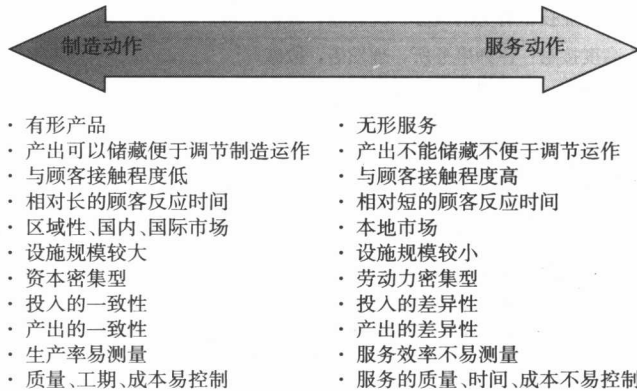 制造动作
服务动作
· 有形产品
· 产出可以储藏便于调节制造运作
· 与顾客接触程度低
· 相对长的顾客反应时间
· 区域性、国内、国际市场
· 设施规模较大
· 资本密集型
· 投入的一致性
· 产出的一致性
· 生产率易测量
· 质量、工期、成本易控制
· 无形服务
· 产出不能储藏不便于调节运作
· 与顾客接触程度高
· 相对短的顾客反应时间
· 本地市场
· 设施规模较小
· 劳动力密集型
· 投入的差异性
· 产出的差异性
· 服务效率不易测量
· 服务的质量、时间、成本不易控制